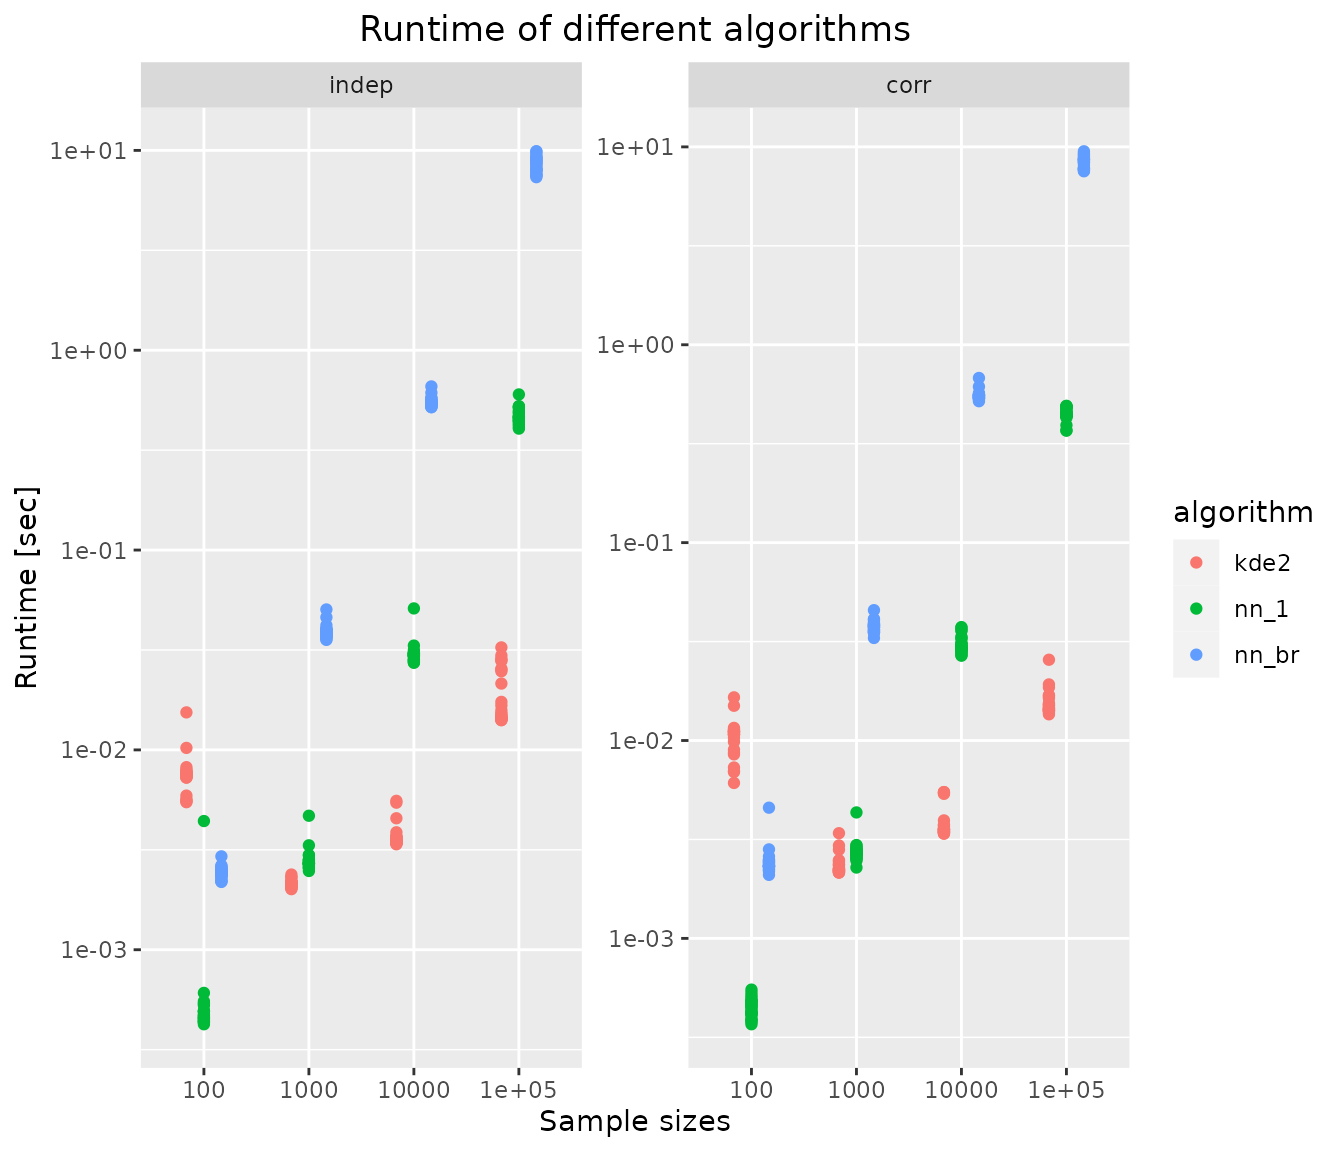 Runtime of different algorithms
indep
corr
Runtime [sec]
1e+01
1e+00
1e-01
1e-02
1e-03
1e+01
1e+00
1e-01
1e-02
1e-03
100 1000 10000 1e+05
100 1000 10000 1e+05
Sample sizes
algorithm
kde2
nn_1
nn_br